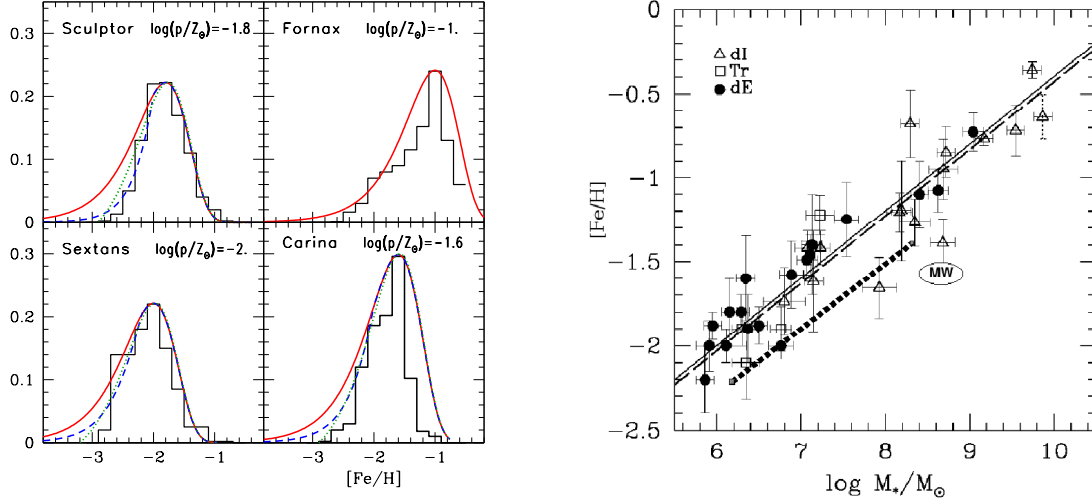 Sculptor log(p/Z⊙)=−1.8
Fornax log(p/Z⊙)=−1.
0.3
0.2
0.1
0
Sextans log(p/Z⊙)=−2.
Carina log(p/Z⊙)=−1.6
0.3
0.2
0.1
0
−3 −2 −1 −3 −2 −1
[Fe/H]
0
−0.5
−1
−1.5
−2
−2.5
[Fe/H]
dI
Tr
dE
MW
6 7 8 9 10
log M*/M⊙